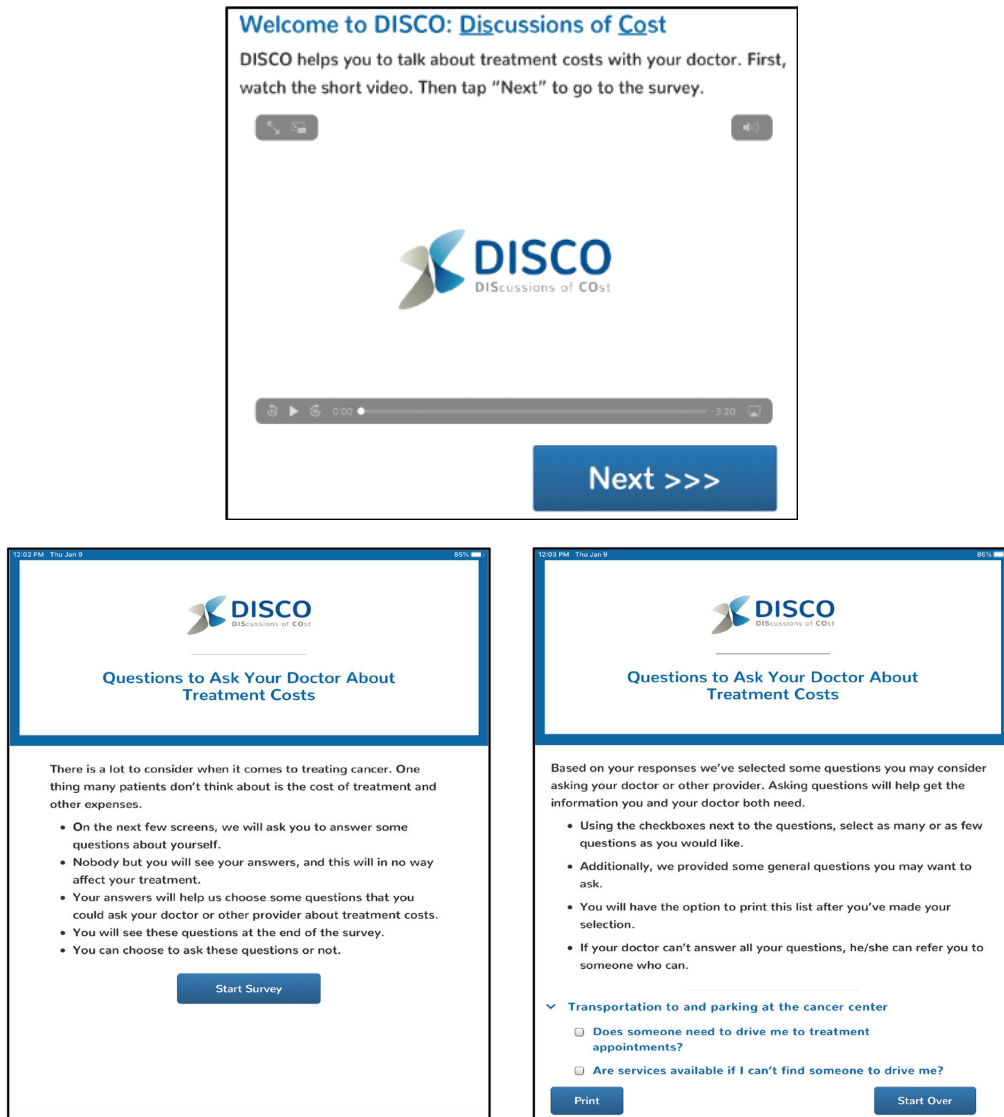 Welcome to DISCO: Discussions of Cost
DISCO helps you to talk about treatment costs with your doctor. First,
watch the short video. Then tap “Next” to go to the survey.
DISCO
DIScussions of COst
0:00
-3:20
Next >>>
12:02 PM Thu Jan 9
85%
DISCO
DIScussions of COst
Questions to Ask Your Doctor About
Treatment Costs
There is a lot to consider when it comes to treating cancer. One
thing many patients don’t think about is the cost of treatment and
other expenses.
• On the next few screens, we will ask you to answer some
questions about yourself.
• Nobody but you will see your answers, and this will in no way
affect your treatment.
• Your answers will help us choose some questions that you
could ask your doctor or other provider about treatment costs.
• You will see these questions at the end of the survey.
• You can choose to ask these questions or not.
Start Survey
12:03 PM Thu Jan 9
85%
DISCO
DIScussions of COst
Questions to Ask Your Doctor About
Treatment Costs
Based on your responses we’ve selected some questions you may consider
asking your doctor or other provider. Asking questions will help get the
information you and your doctor both need.
• Using the checkboxes next to the questions, select as many or as few
questions as you would like.
• Additionally, we provided some general questions you may want to
ask.
• You will have the option to print this list after you’ve made your
selection.
• If your doctor can’t answer all your questions, he/she can refer you to
someone who can.
Transportation to and parking at the cancer center
Does someone need to drive me to treatment
appointments?
Are services available if I can’t find someone to drive me?
Print
Start Over